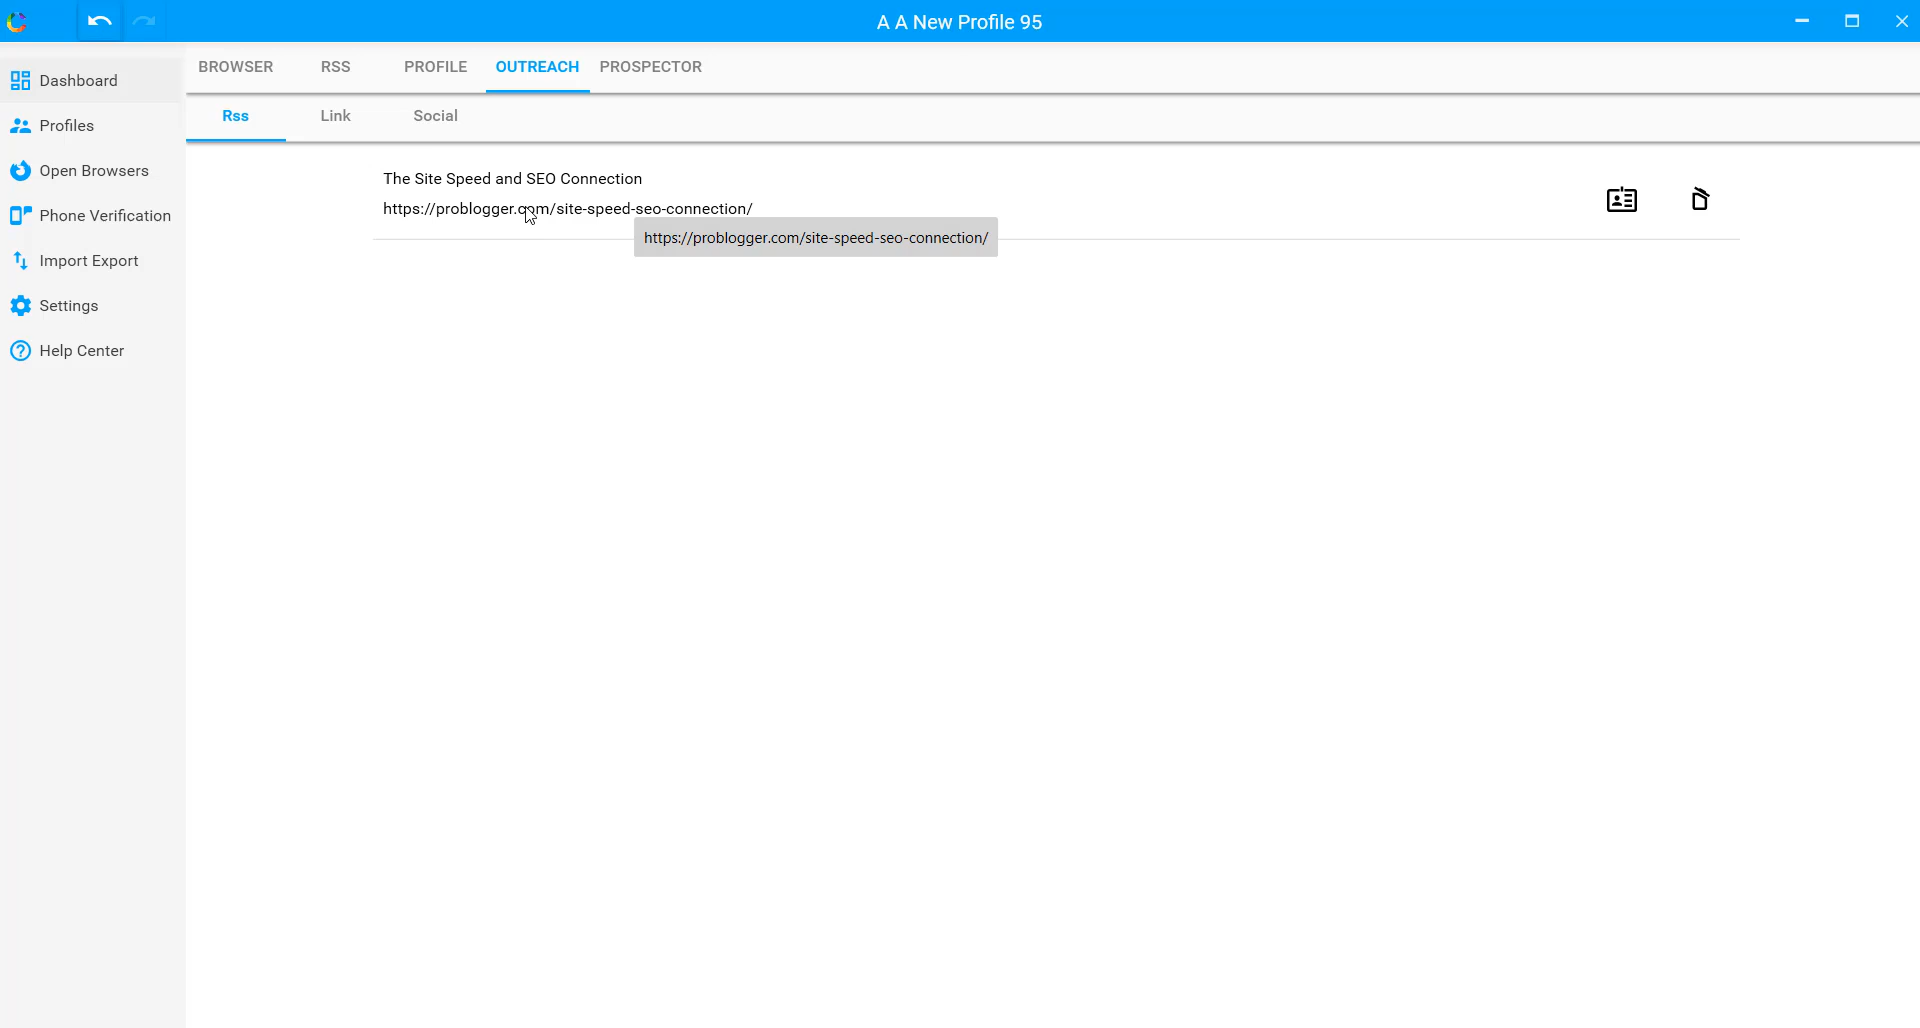 A A New Profile 95
BROWSER RSS PROFILE OUTREACH PROSPECTOR
Rss Link Social
Dashboard
Profiles
Open Browsers
Phone Verification
Import Export
Settings
Help Center
The Site Speed and SEO Connection
https://problogger.com/site-speed-seo-connection/
https://problogger.com/site-speed-seo-connection/